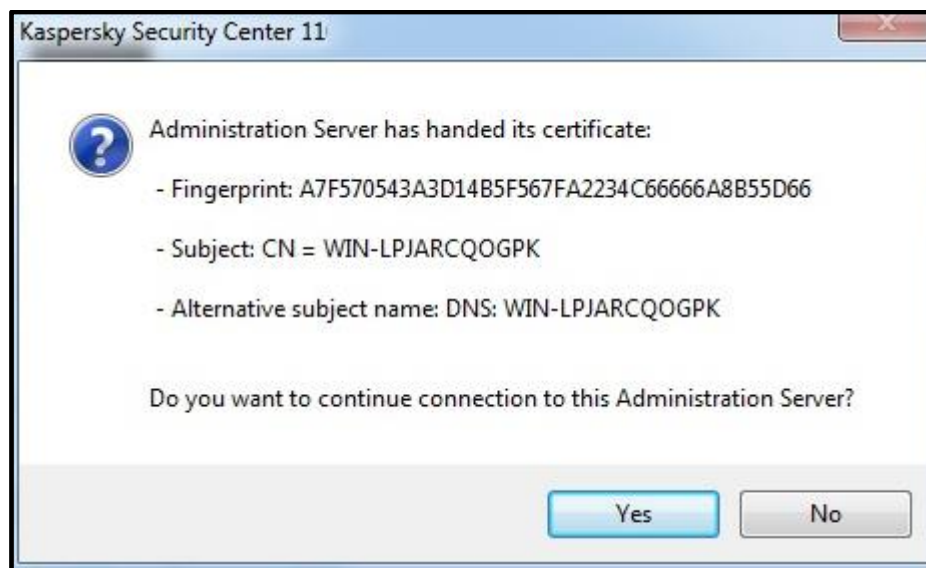 Kaspersky Security Center 11
Administration Server has handed its certificate:
- Fingerprint: A7F570543A3D14B5F567FA2234C66666A8B55D66
- Subject: CN = WIN-LPJARCQOGPK
- Alternative subject name: DNS: WIN-LPJARCQOGPK
Do you want to continue connection to this Administration Server?
Yes
No